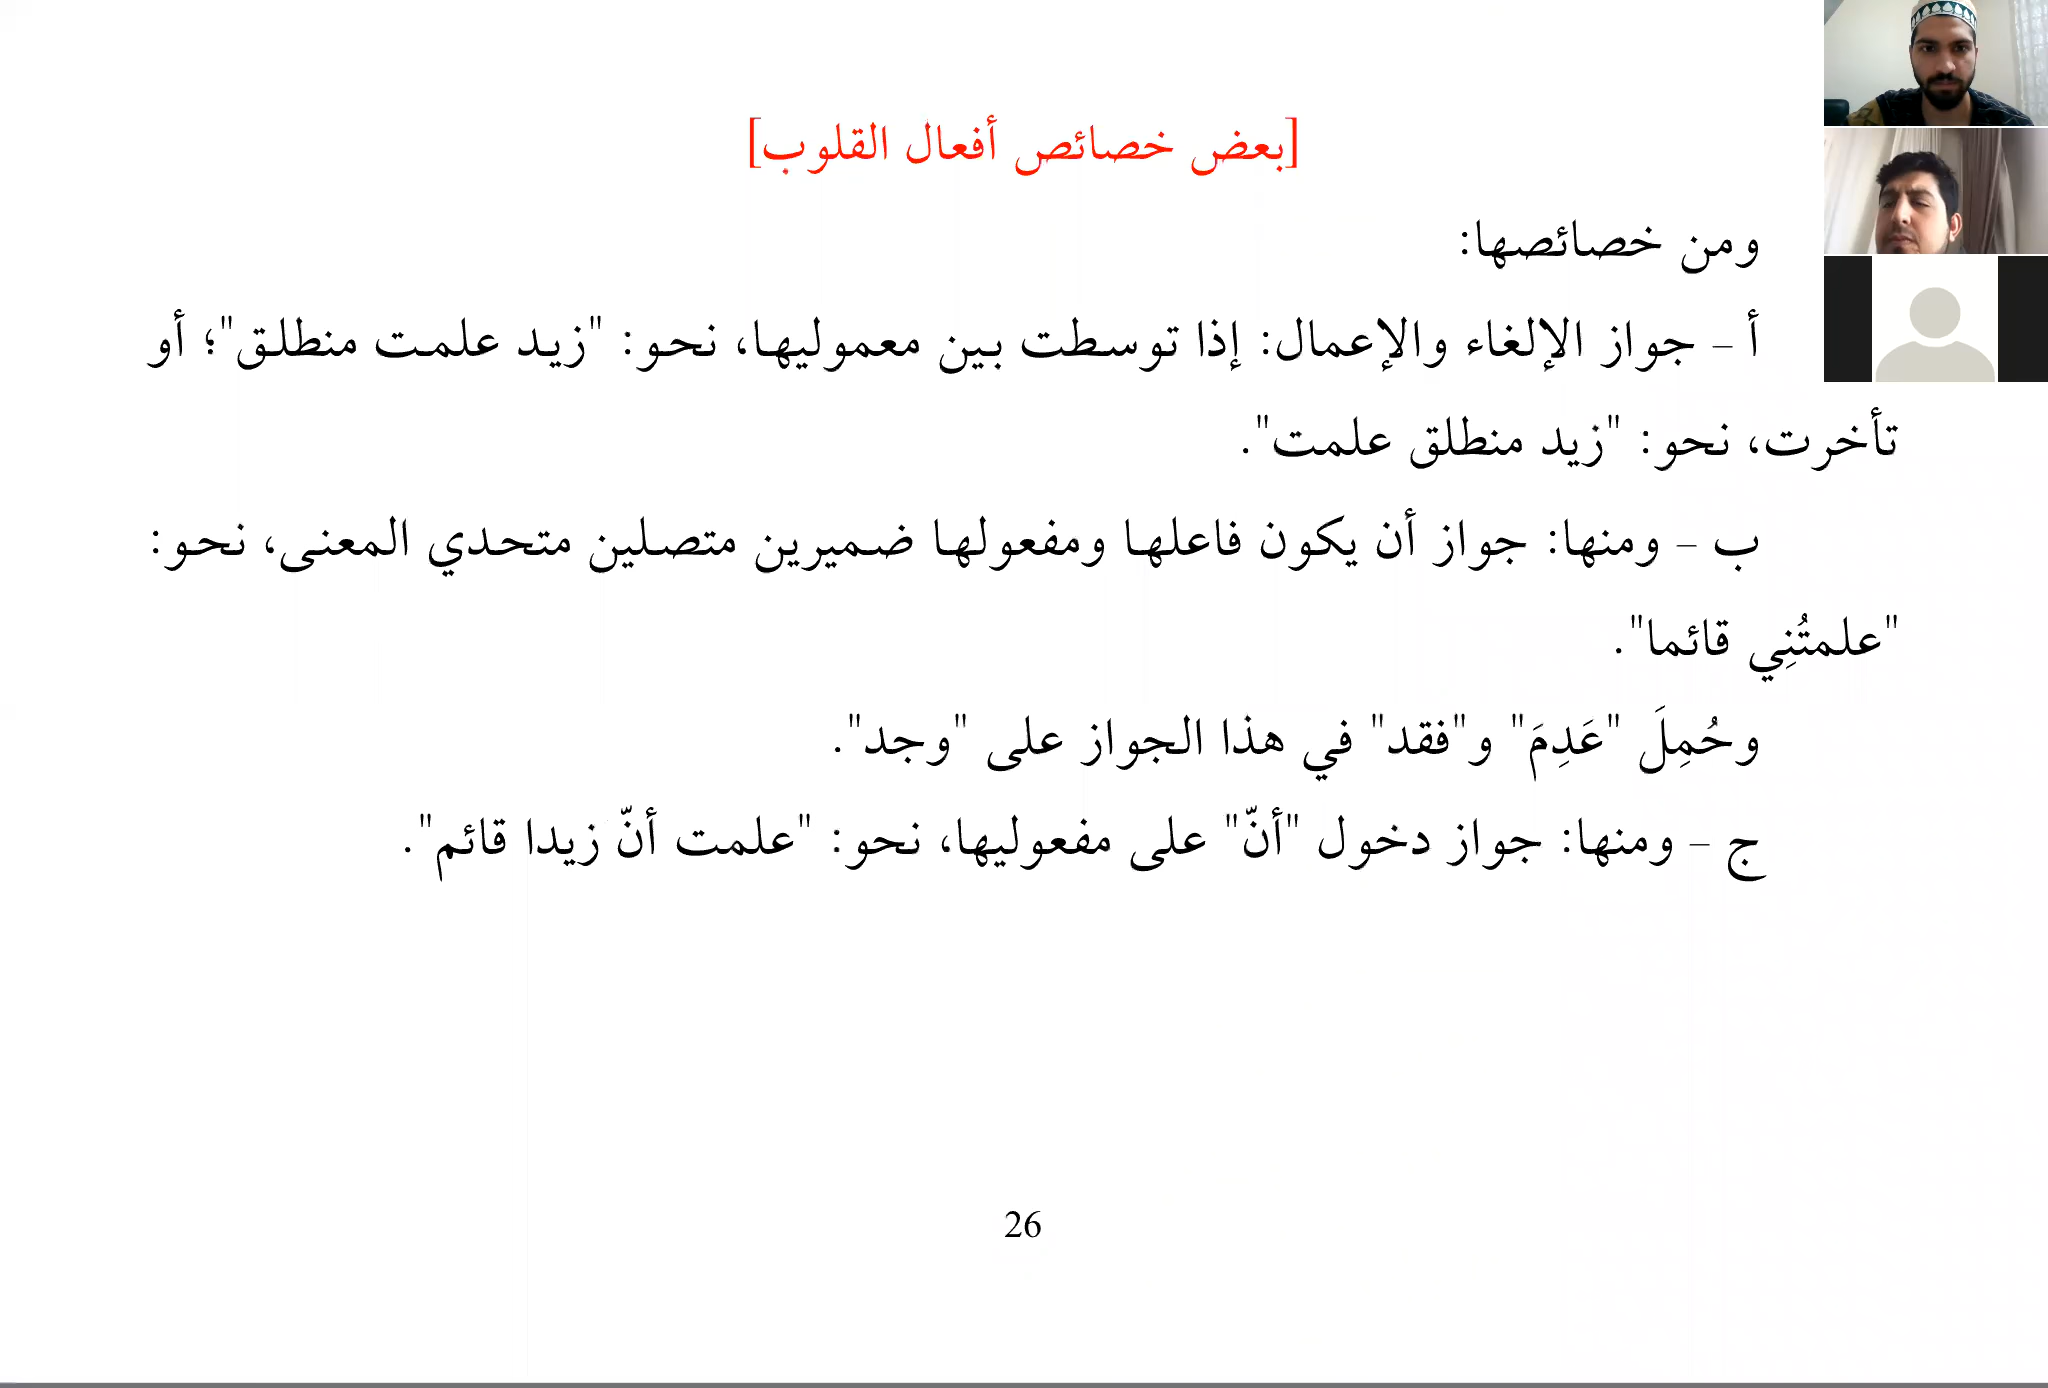 [بعض خصائص أفعال القلوب]
ومن خصائصها:
أ – جواز الإلغاء والإعمال: إذا توسطت بين معموليها، نحو: "زيد علمت منطلق"؛ أو
تأخرت، نحو: "زيد منطلق علمت".
ب – ومنها: جواز أن يكون فاعلها ومفعولها ضميرين متصلين متحدي المعنى، نحو:
"علمتُنِي قائما".
وحُمِلَ "عَدِمَ" و"فقد" في هذا الجواز على "وجد".
ج – ومنها: جواز دخول "أنّ" على مفعوليها، نحو: "علمت أنّ زيدا قائم".
26